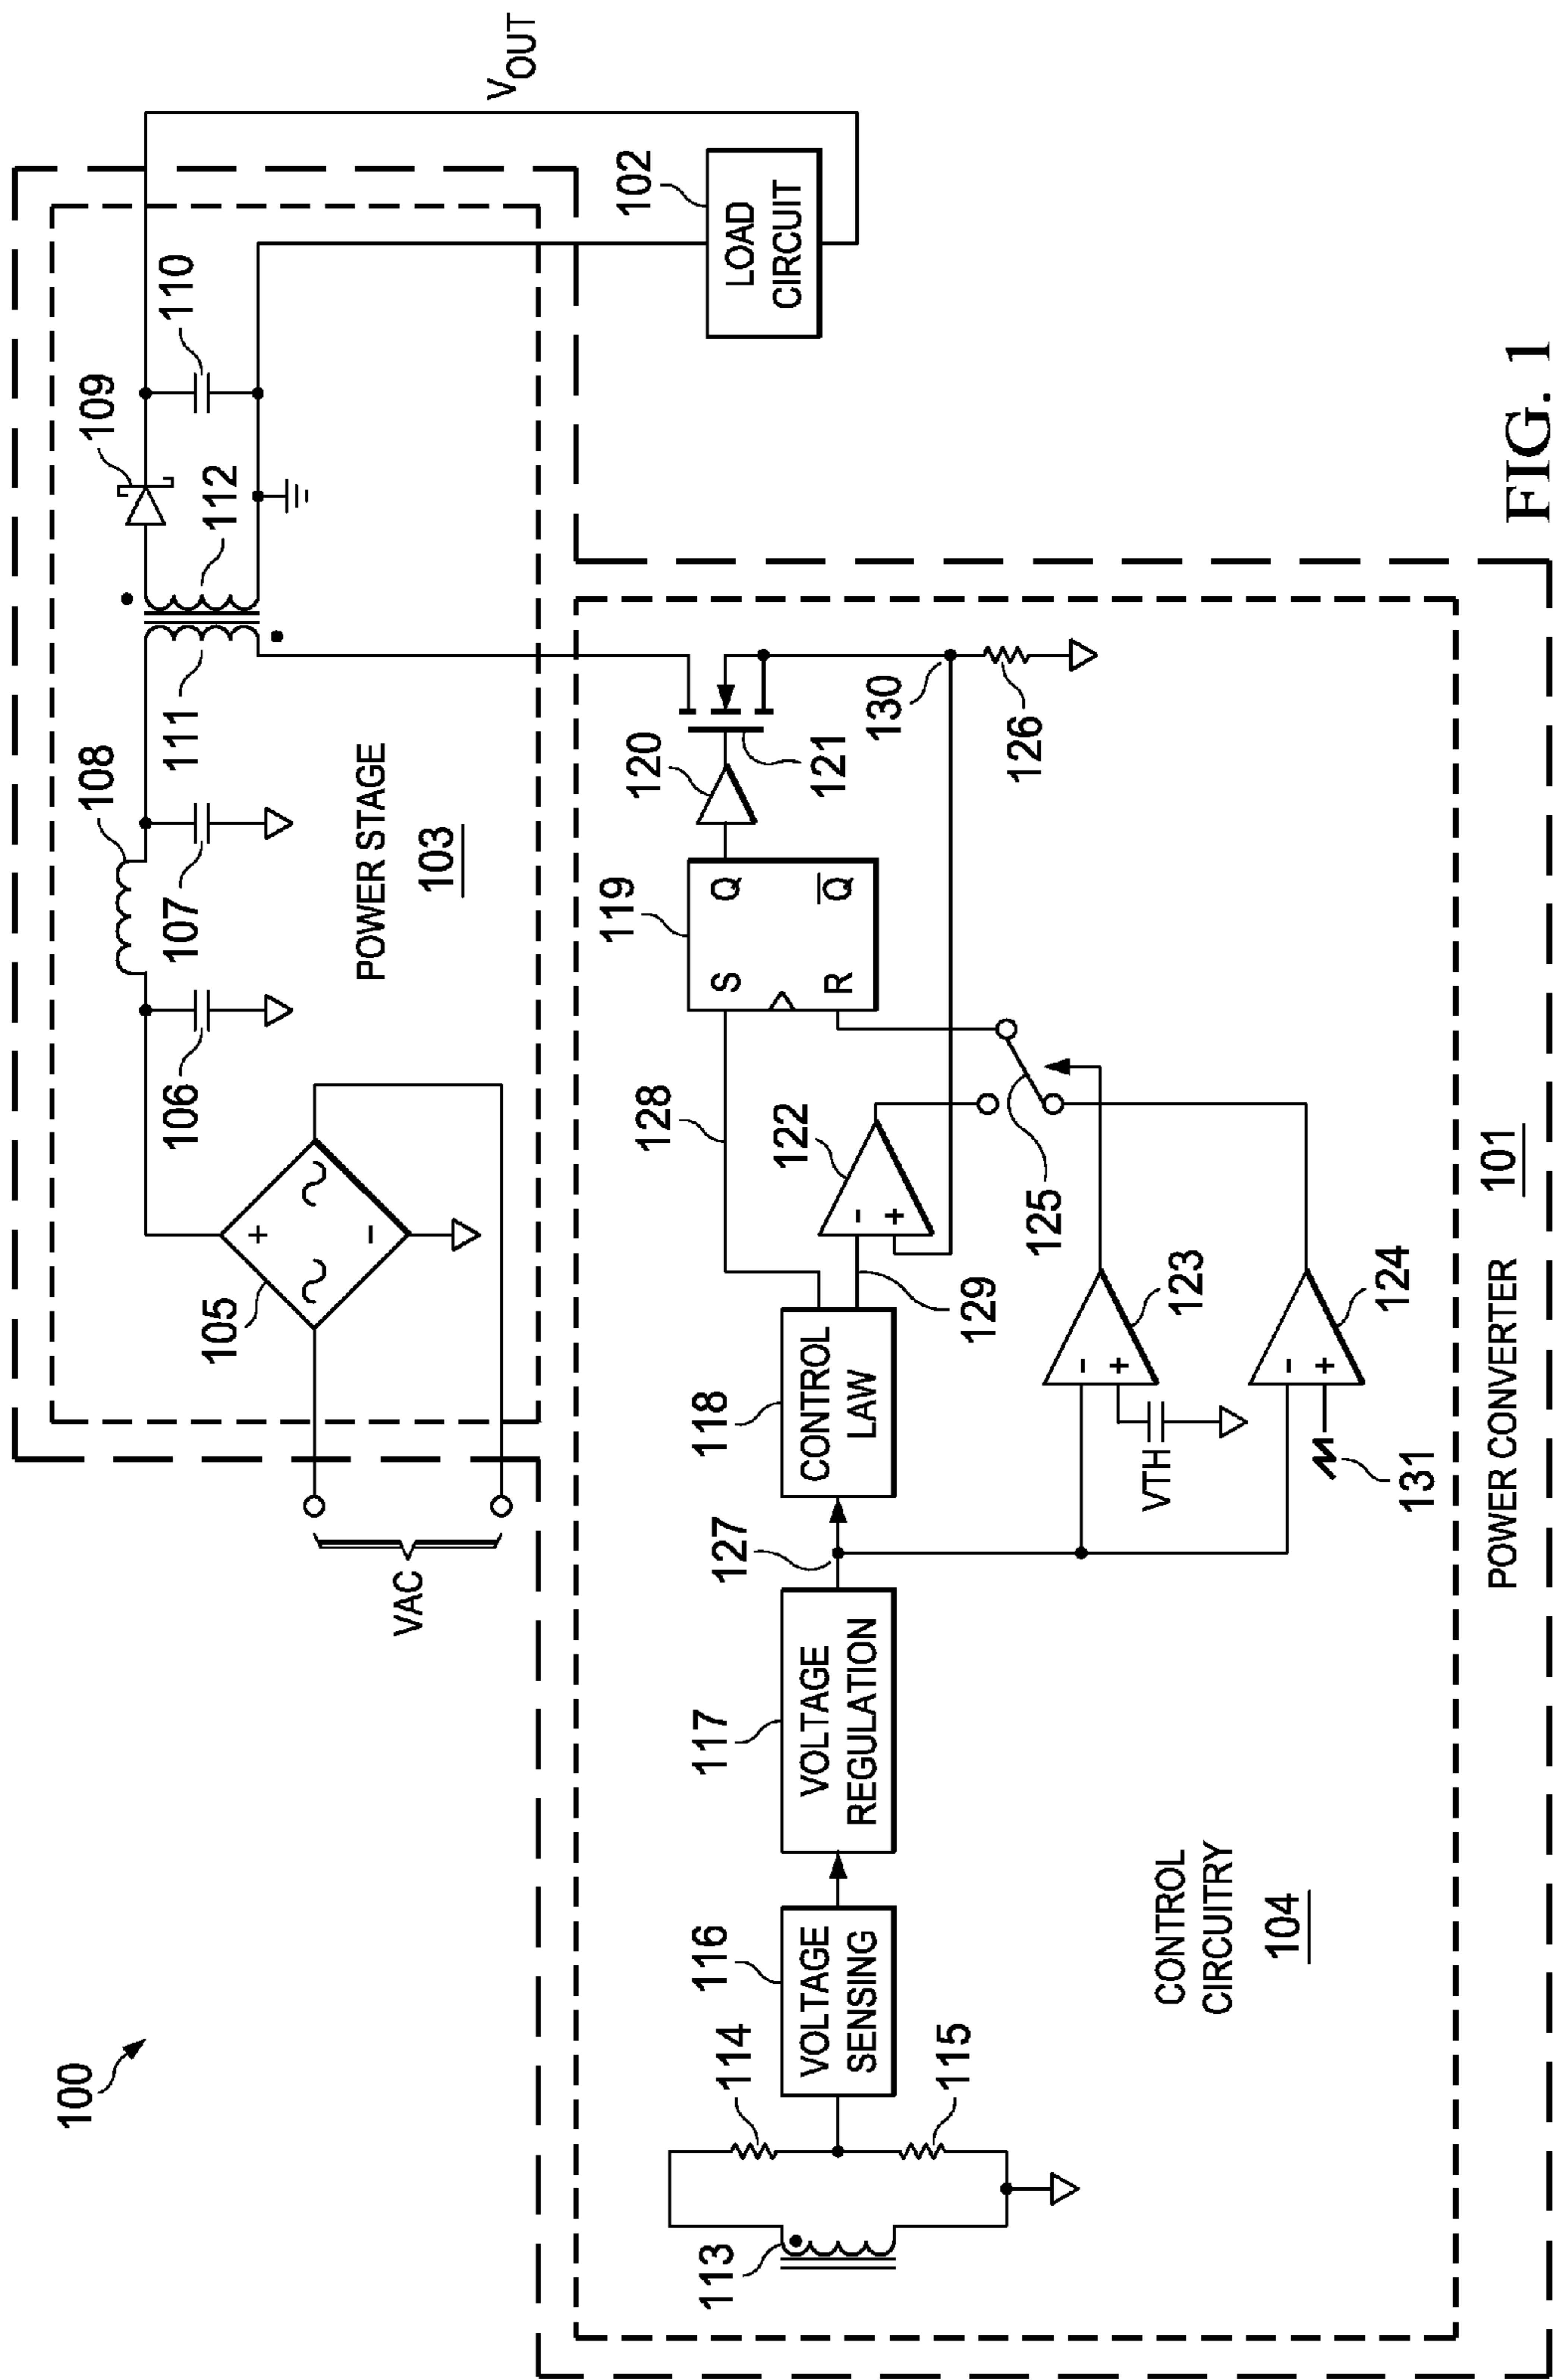 100
VAC
105
106
107
108
111
112
109
110
+
-
POWER STAGE
103
VOUT
LOAD
CIRCUIT
102
113
114
115
VOLTAGE
SENSING
116
VOLTAGE
REGULATION
117
127
CONTROL
LAW
118
128
129
-
+
122
S
R
Q
Q
119
120
121
130
126
125
-
+
123
VTH
-
+
124
131
CONTROL
CIRCUITRY
104
POWER CONVERTER
101
FIG. 1